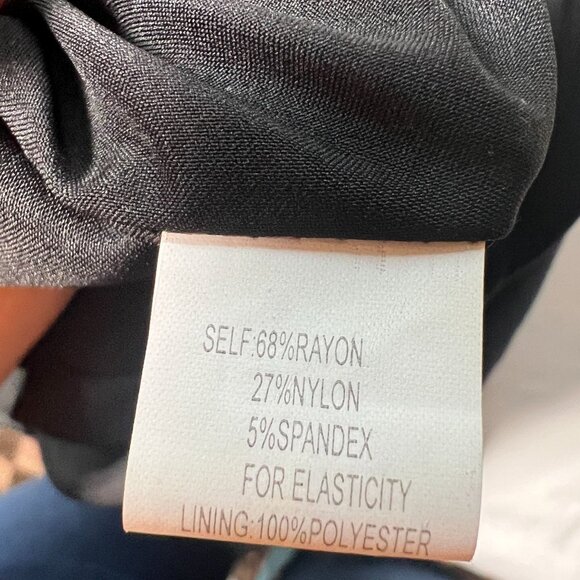 SELF:68%RAYON
27%NYLON
5%SPANDEX
FOR ELASTICITY
LINING:100%POLYESTER